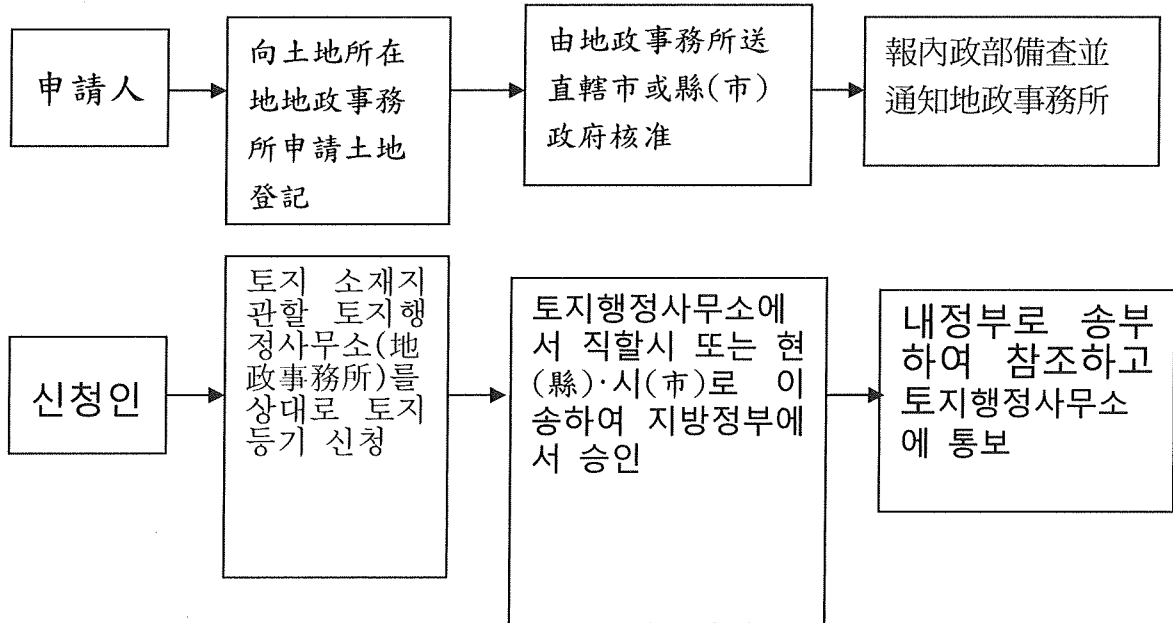 申請人
向土地所在
地地政事務
所申請土地
登記
由地政事務所送
直轄市或縣(市)
政府核准
報內政部備查並
通知地政事務所
신청인
토지 소재지
관할 토지행
정사무소(地
政事務所)를
상대로 토지
등기 신청
토지행정사무소에
서 직할시 또는 현
(縣)·시(市)로 이
송하여 지방정부에
서 승인
내정부로 송부
하여 참조하고
토지행정사무소
에 통보